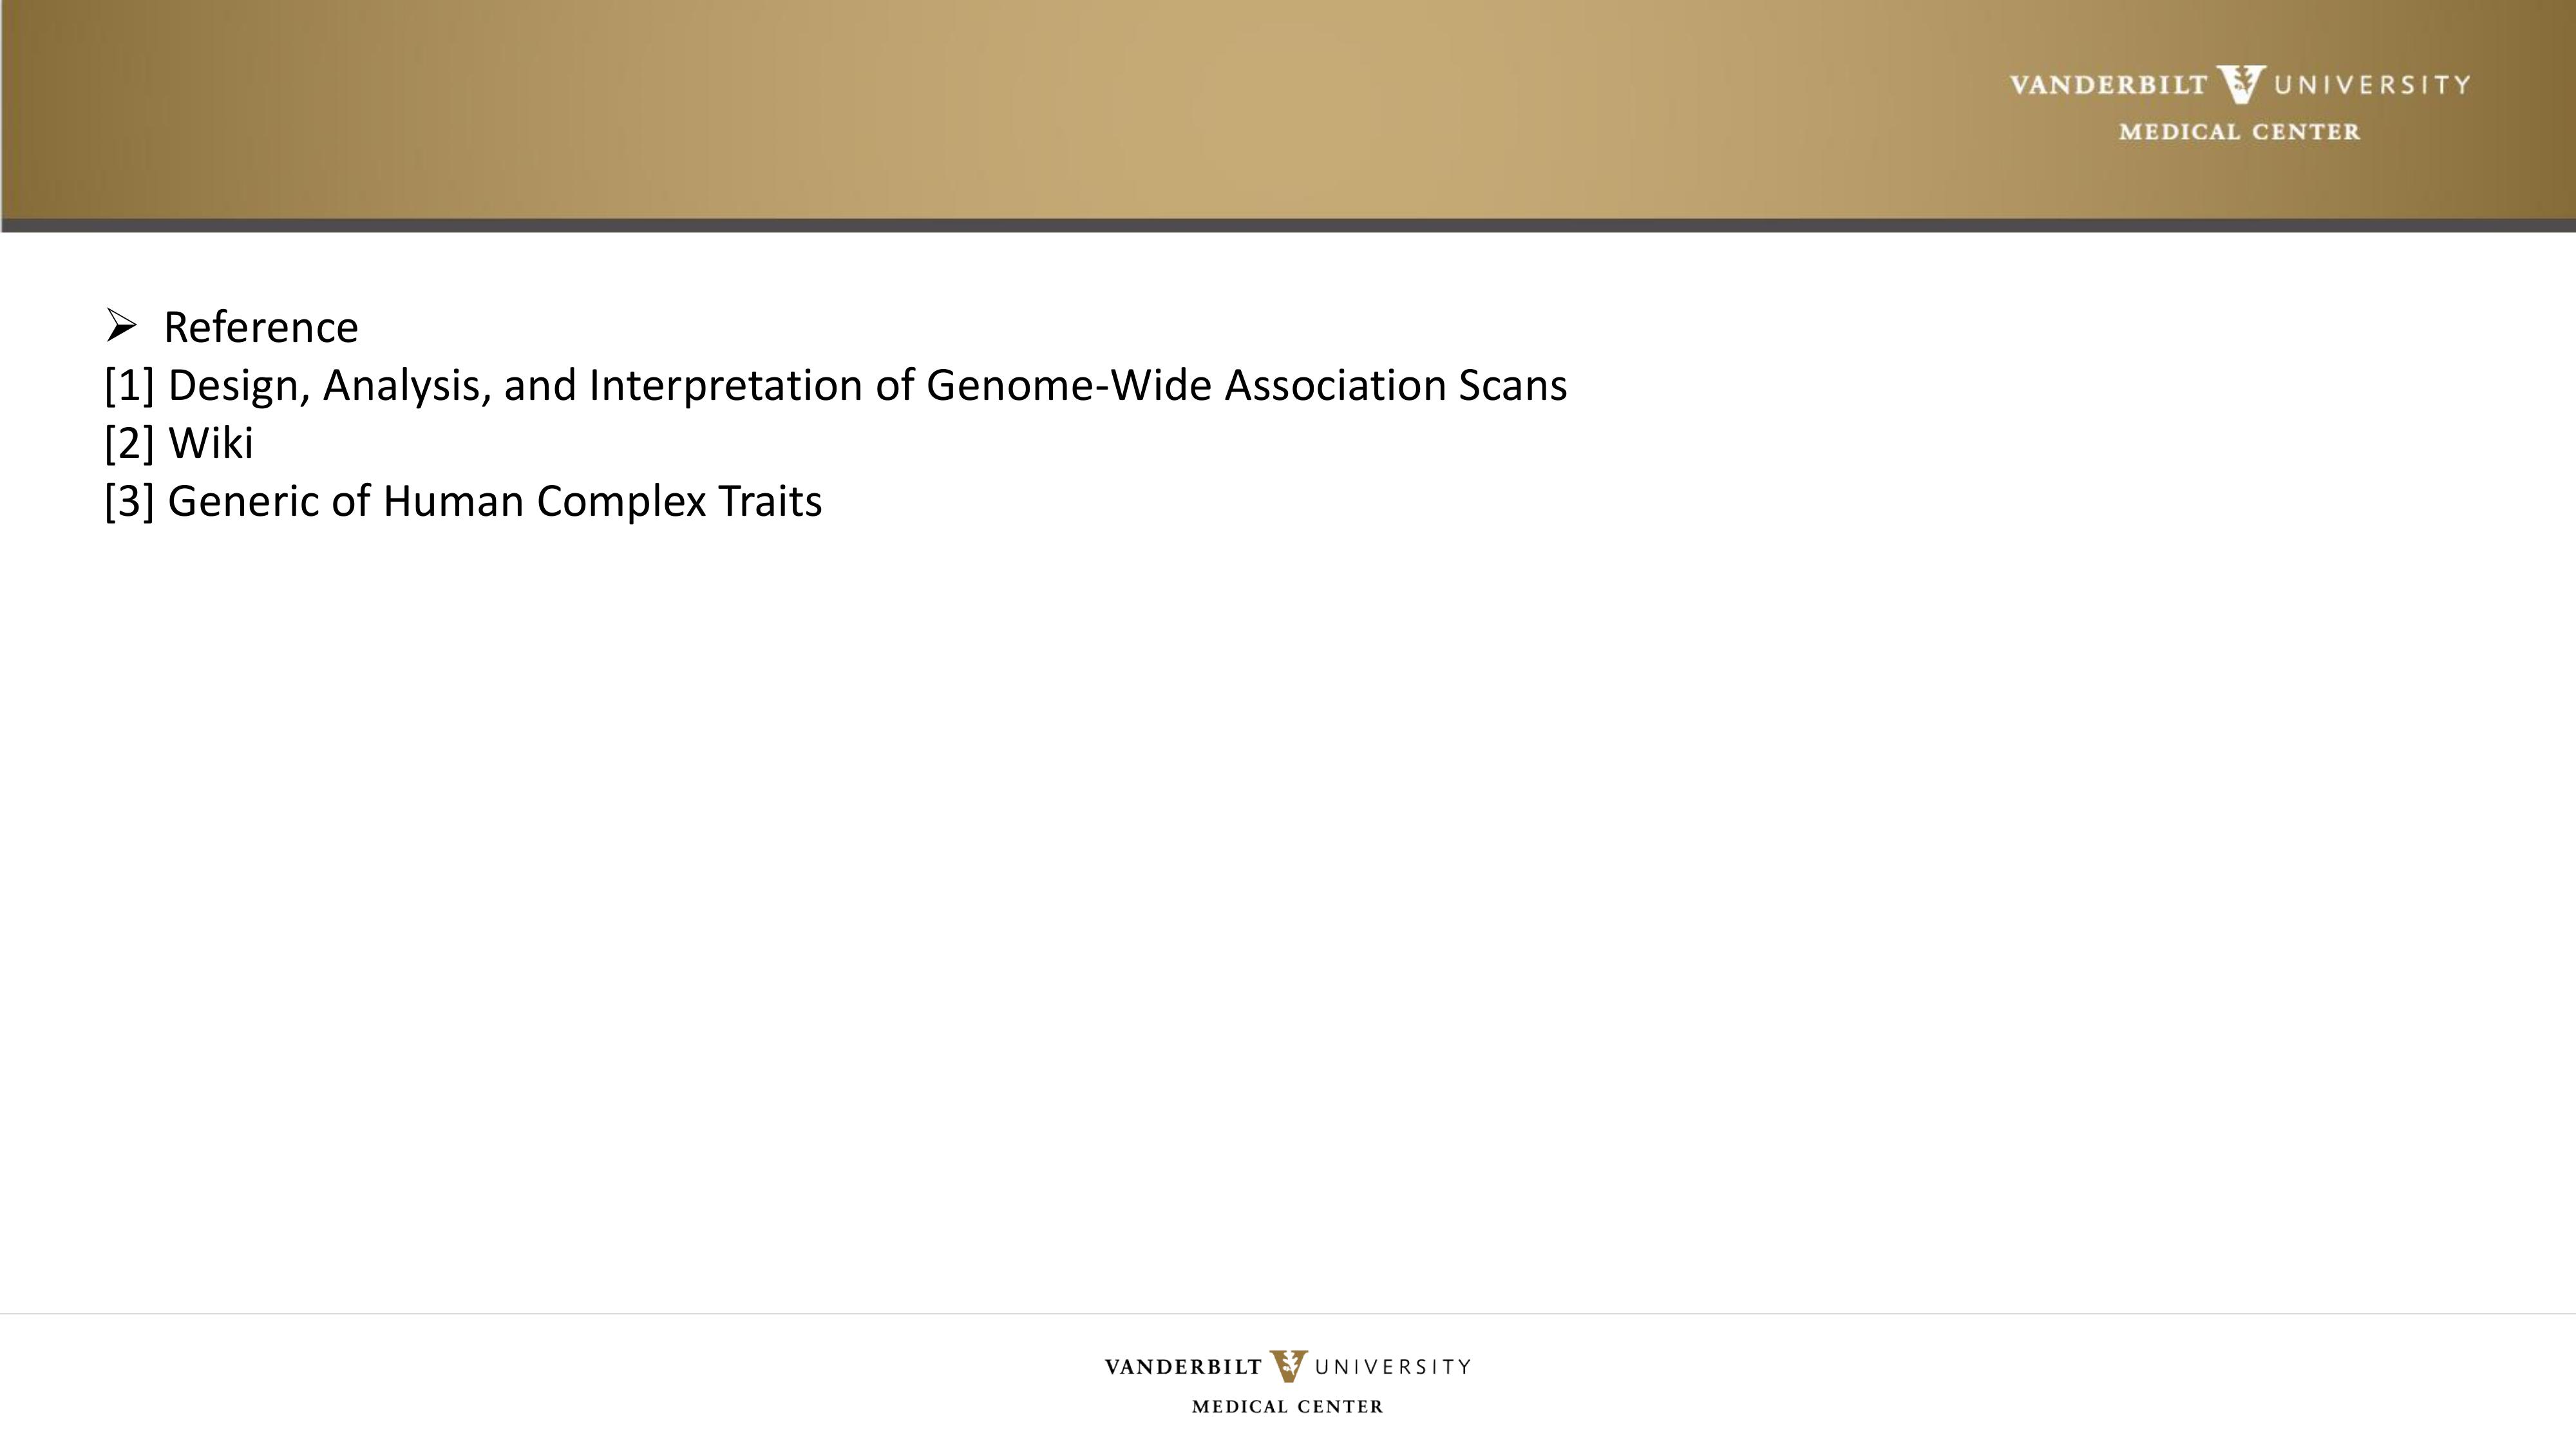 VANDERBILT UNIVERSITY
MEDICAL CENTER
➢ Reference
[1] Design, Analysis, and Interpretation of Genome-Wide Association Scans
[2] Wiki
[3] Generic of Human Complex Traits
VANDERBILT UNIVERSITY
MEDICAL CENTER